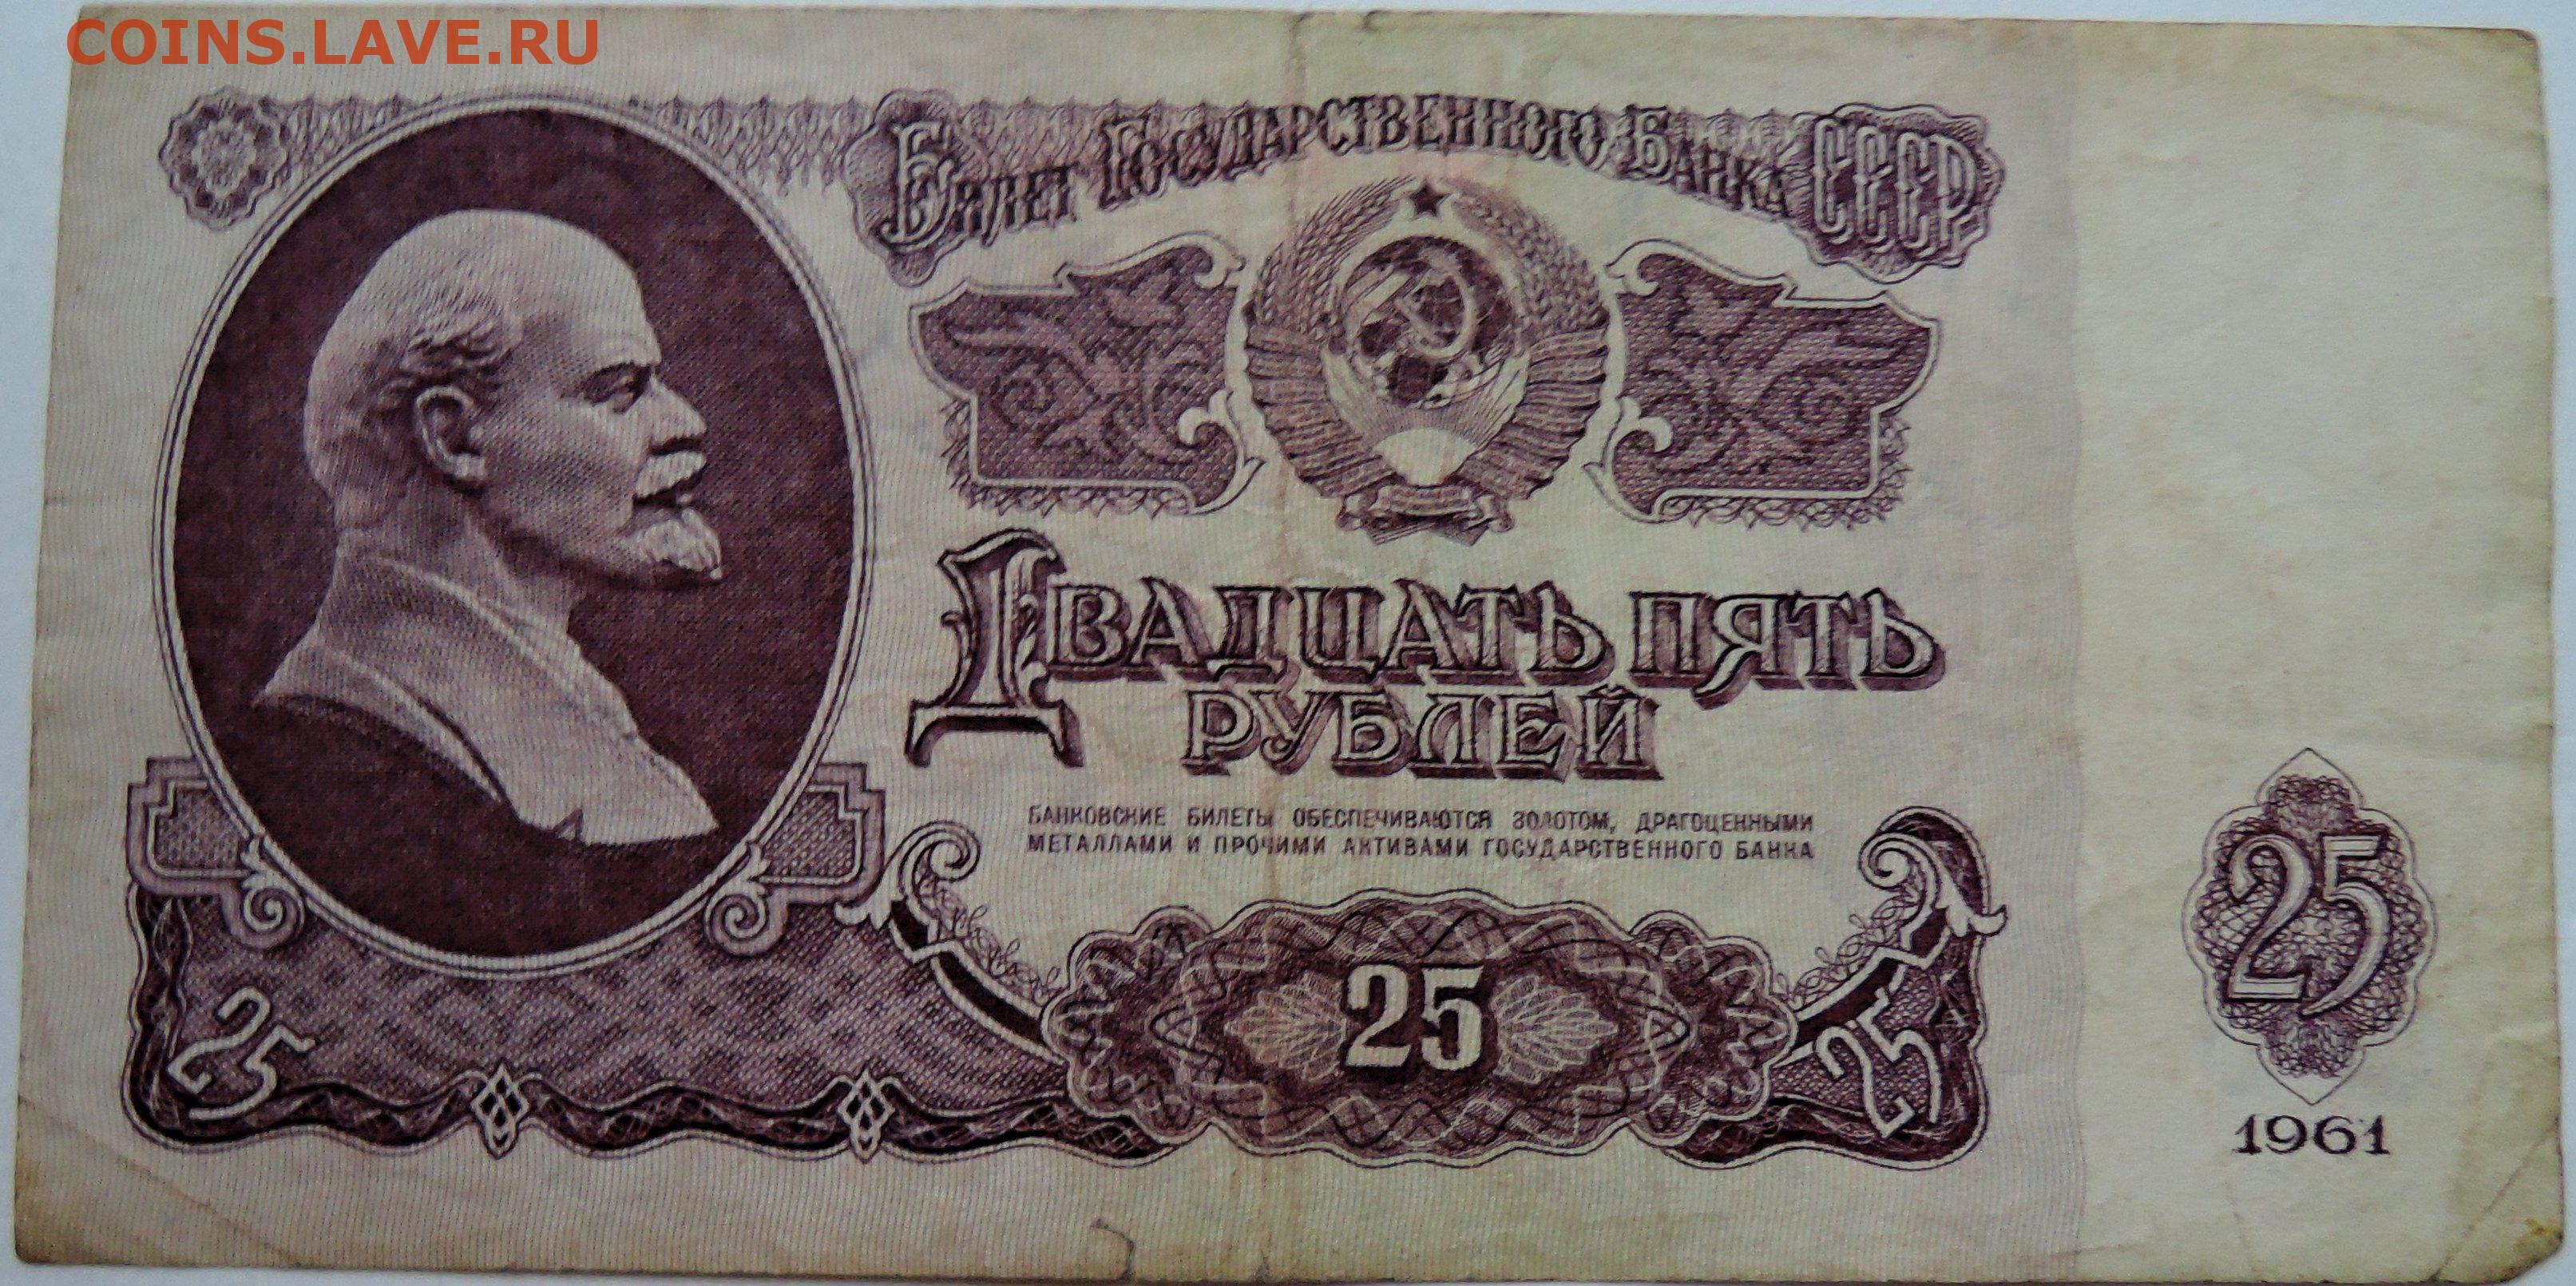 COINS.LAVE.RU
Билет Государственного Банка СССР
Двадцать пять
рублей
БАНКОВСКИЕ БИЛЕТЫ ОБЕСПЕЧИВАЮТСЯ ЗОЛОТОМ, ДРАГОЦЕННЫМИ
МЕТАЛЛАМИ И ПРОЧИМИ АКТИВАМИ ГОСУДАРСТВЕННОГО БАНКА
25
25
25
25
1961